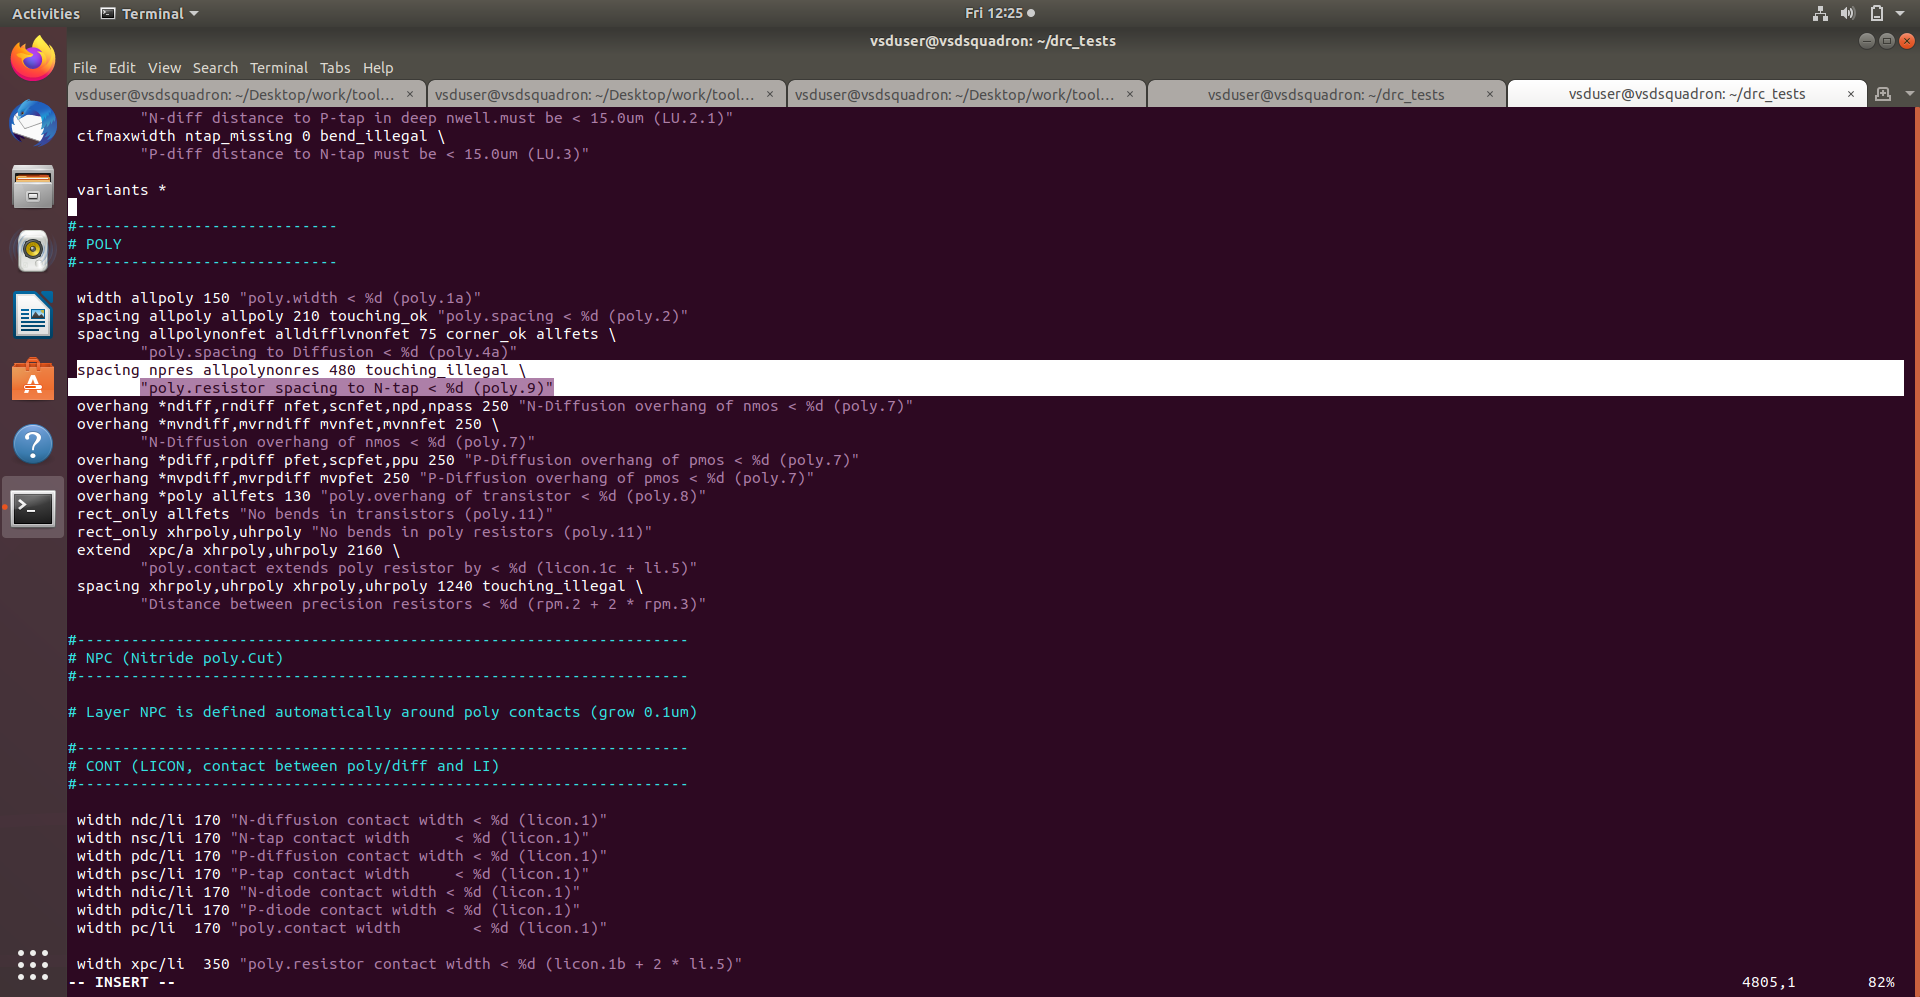 Activities Terminal Fri 12:25
vsduser@vsdsquadron: ~/drc_tests
File Edit View Search Terminal Tabs Help
vsduser@vsdsquadron: ~/Desktop/work/tool... × vsduser@vsdsquadron: ~/Desktop/work/tool... × vsduser@vsdsquadron: ~/Desktop/work/tool... × vsduser@vsdsquadron: ~/drc_tests × vsduser@vsdsquadron: ~/drc_tests ×
"N-diff distance to P-tap in deep nwell.must be < 15.0um (LU.2.1)"
cifmaxwidth ntap_missing 0 bend_illegal \
"P-diff distance to N-tap must be < 15.0um (LU.3)"
variants *
#-----------------------------
# POLY
#-----------------------------
width allpoly 150 "poly.width < %d (poly.1a)"
spacing allpoly allpoly 210 touching_ok "poly.spacing < %d (poly.2)"
spacing allpolynonfet alldifflvnonfet 75 corner_ok allfets \
"poly.spacing to Diffusion < %d (poly.4a)"
spacing npres allpolynonres 480 touching_illegal \
"poly.resistor spacing to N-tap < %d (poly.9)"
overhang *ndiff,rndiff nfet,scnfet,npd,npass 250 "N-Diffusion overhang of nmos < %d (poly.7)"
overhang *mvndiff,mvrndiff mvnfet,mvnnfet 250 \
"N-Diffusion overhang of nmos < %d (poly.7)"
overhang *pdiff,rpdiff pfet,scpfet,ppu 250 "P-Diffusion overhang of pmos < %d (poly.7)"
overhang *mvpdiff,mvrpdiff mvpfet 250 "P-Diffusion overhang of pmos < %d (poly.7)"
overhang *poly allfets 130 "poly.overhang of transistor < %d (poly.8)"
rect_only allfets "No bends in transistors (poly.11)"
rect_only xhrpoly,uhrpoly "No bends in poly resistors (poly.11)"
extend  xpc/a xhrpoly,uhrpoly 2160 \
"poly.contact extends poly resistor by < %d (licon.1c + li.5)"
spacing xhrpoly,uhrpoly xhrpoly,uhrpoly 1240 touching_illegal \
"Distance between precision resistors < %d (rpm.2 + 2 * rpm.3)"
#--------------------------------------------------------------------
# NPC (Nitride poly.Cut)
#--------------------------------------------------------------------
# Layer NPC is defined automatically around poly contacts (grow 0.1um)
#--------------------------------------------------------------------
# CONT (LICON, contact between poly/diff and LI)
#--------------------------------------------------------------------
width ndc/li 170 "N-diffusion contact width < %d (licon.1)"
width nsc/li 170 "N-tap contact width     < %d (licon.1)"
width pdc/li 170 "P-diffusion contact width < %d (licon.1)"
width psc/li 170 "P-tap contact width     < %d (licon.1)"
width ndic/li 170 "N-diode contact width < %d (licon.1)"
width pdic/li 170 "P-diode contact width < %d (licon.1)"
width pc/li  170 "poly.contact width        < %d (licon.1)"
width xpc/li  350 "poly.resistor contact width < %d (licon.1b + 2 * li.5)"
-- INSERT -- 4805,1 82%